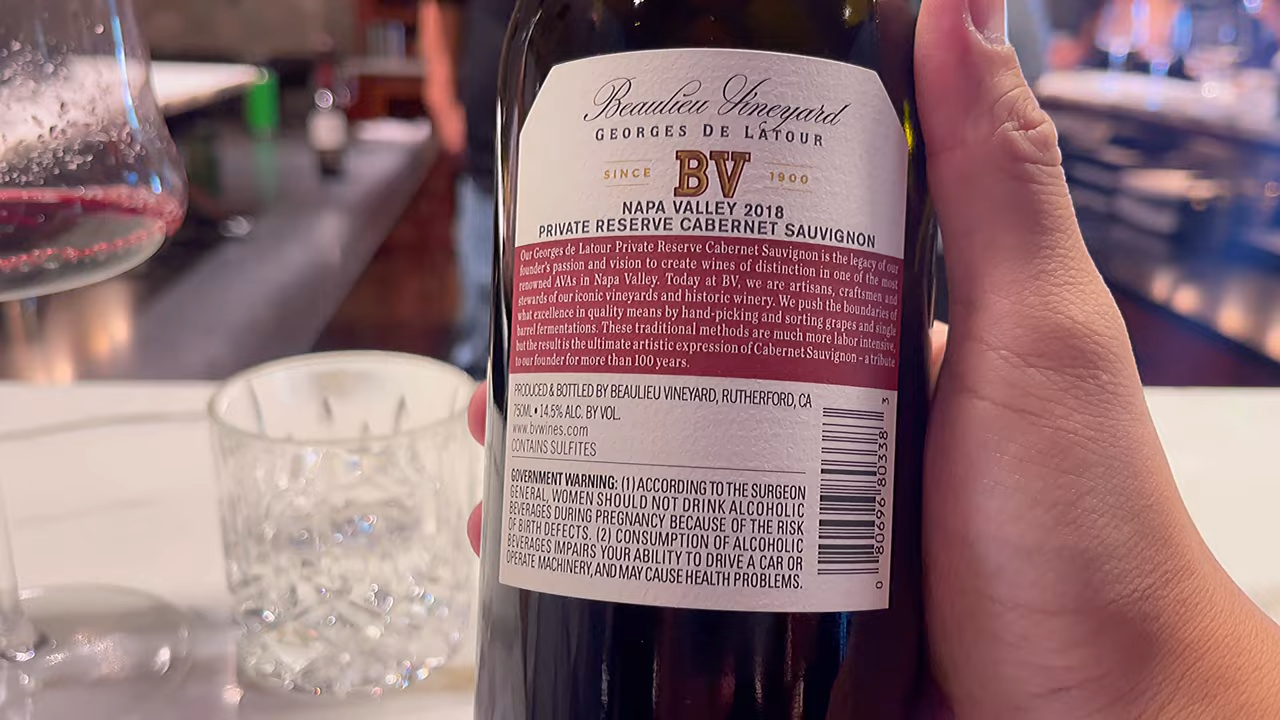 Beaulieu Vineyard
GEORGES DE LATOUR
SINCE BV 1900
NAPA VALLEY 2018
PRIVATE RESERVE CABERNET SAUVIGNON
Our Georges de Latour Private Reserve Cabernet Sauvignon is the legacy of our
founder's passion and vision to create wines of distinction in one of the most
renowned AVAs in Napa Valley. Today at BV, we are artisans, craftsmen and
stewards of our iconic vineyards and historic winery. We push the boundaries of
what excellence in quality means by hand-picking and sorting grapes and single
barrel fermentations. These traditional methods are much more labor intensive,
but the result is the ultimate artistic expression of Cabernet Sauvignon - a tribute
to our founder for more than 100 years.
PRODUCED & BOTTLED BY BEAULIEU VINEYARD, RUTHERFORD, CA
750ML • 14.5% ALC. BY VOL.
www.bvwines.com
CONTAINS SULFITES
GOVERNMENT WARNING: (1) ACCORDING TO THE SURGEON
GENERAL, WOMEN SHOULD NOT DRINK ALCOHOLIC
BEVERAGES DURING PREGNANCY BECAUSE OF THE RISK
OF BIRTH DEFECTS. (2) CONSUMPTION OF ALCOHOLIC
BEVERAGES IMPAIRS YOUR ABILITY TO DRIVE A CAR OR
OPERATE MACHINERY, AND MAY CAUSE HEALTH PROBLEMS.
0 80696 80338 3